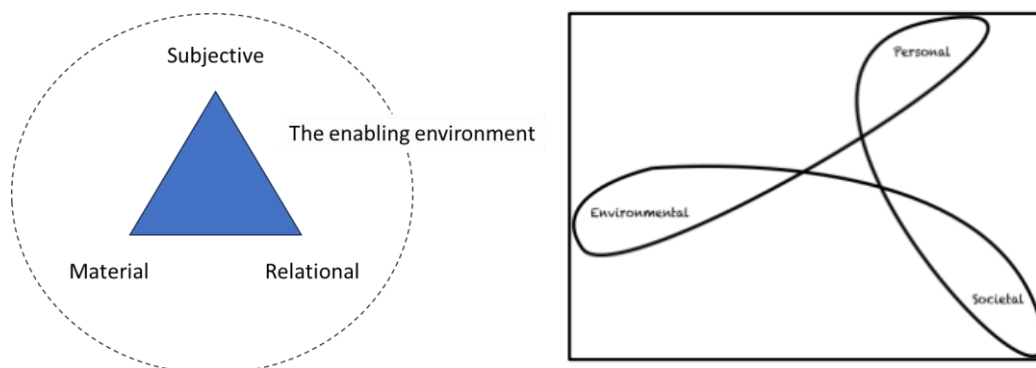 Subjective
The enabling environment
Material
Relational
Personal
Environmental
Societal